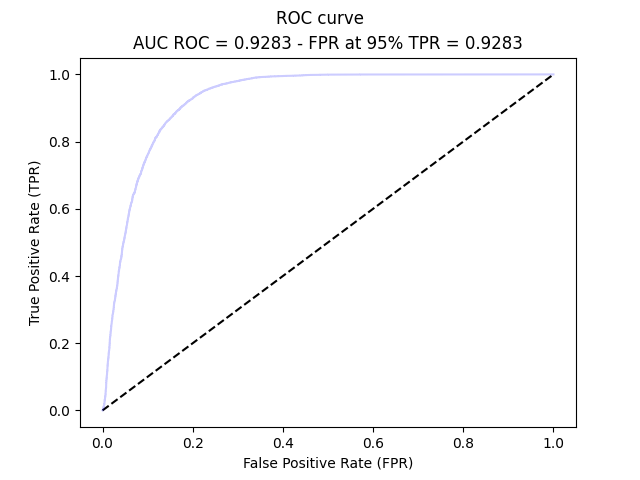 ROC curve
AUC ROC = 0.9283 - FPR at 95% TPR = 0.9283
1.0
0.8
0.6
0.4
0.2
0.0
True Positive Rate (TPR)
0.0 0.2 0.4 0.6 0.8 1.0
False Positive Rate (FPR)